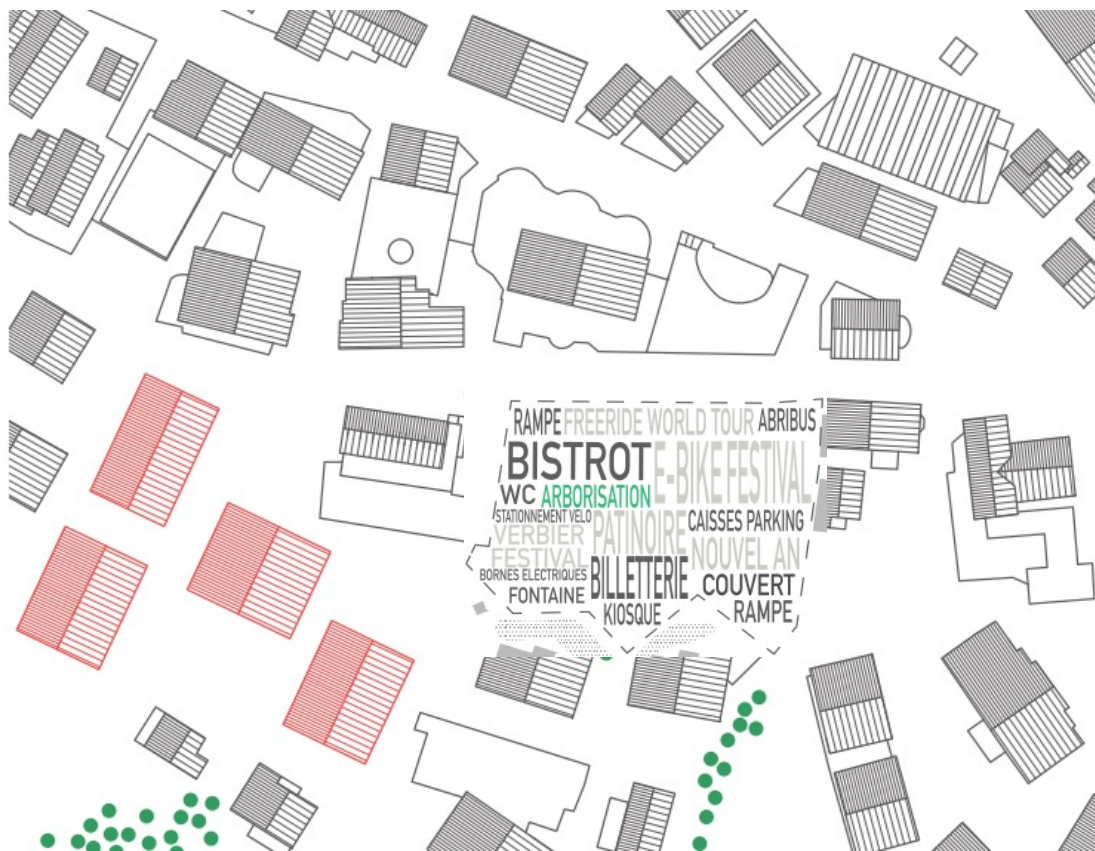 RAMPE FREERIDE WORLD TOUR ABRIBUS
BISTROT E-BIKE FESTIVAL
WC ARBORISATION
STATIONNEMENT VELO PATINOIRE CAISSES PARKING
VERBIER FESTIVAL NOUVEL AN
BORNES ELECTRIQUES BILLETTERIE COUVERT
FONTAINE KIOSQUE RAMPE